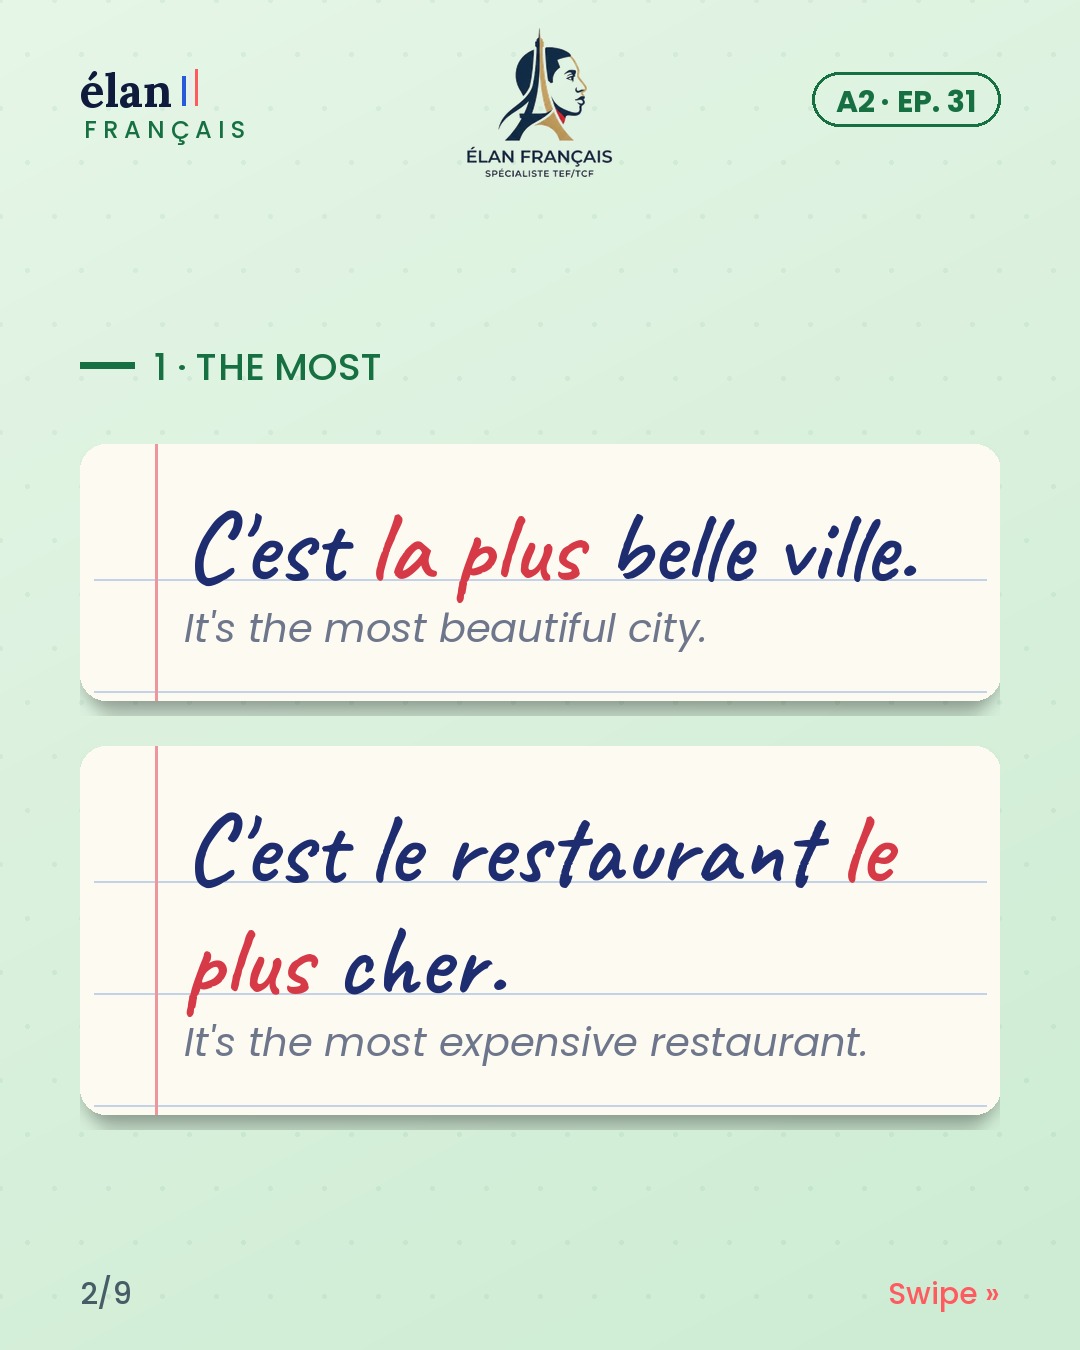 élan
FRANÇAIS
ÉLAN FRANÇAIS
SPÉCIALISTE TEF/TCF
A2 · EP. 31
1 · THE MOST
C'est la plus belle ville.
It's the most beautiful city.
C'est le restaurant le
plus cher.
It's the most expensive restaurant.
2/9
Swipe »